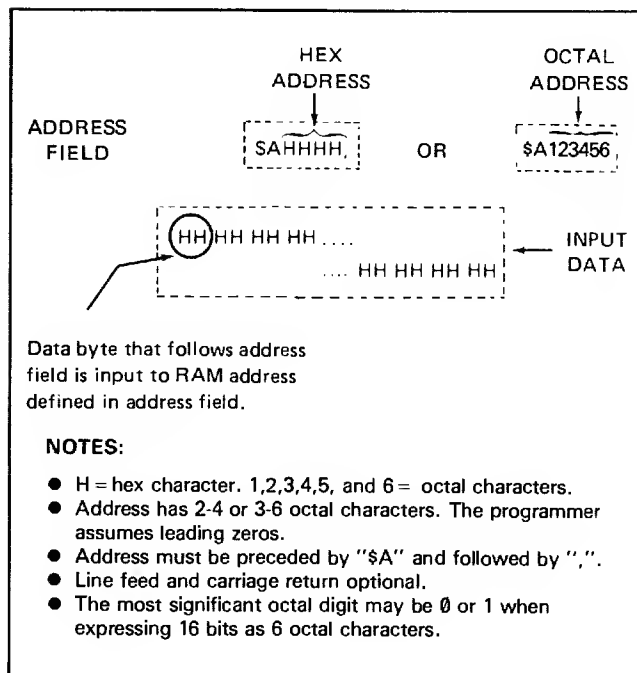 HEX
ADDRESS
OCTAL
ADDRESS
ADDRESS
FIELD
SAHHHH,
OR
$A123456,
HH HH HH HH ....
.... HH HH HH HH
INPUT
DATA
Data byte that follows address
field is input to RAM address
defined in address field.
NOTES:
● H = hex character. 1,2,3,4,5, and 6 = octal characters.
● Address has 2-4 or 3-6 octal characters. The programmer
assumes leading zeros.
● Address must be preceded by "$A" and followed by ",".
● Line feed and carriage return optional.
● The most significant octal digit may be Ø or 1 when
expressing 16 bits as 6 octal characters.